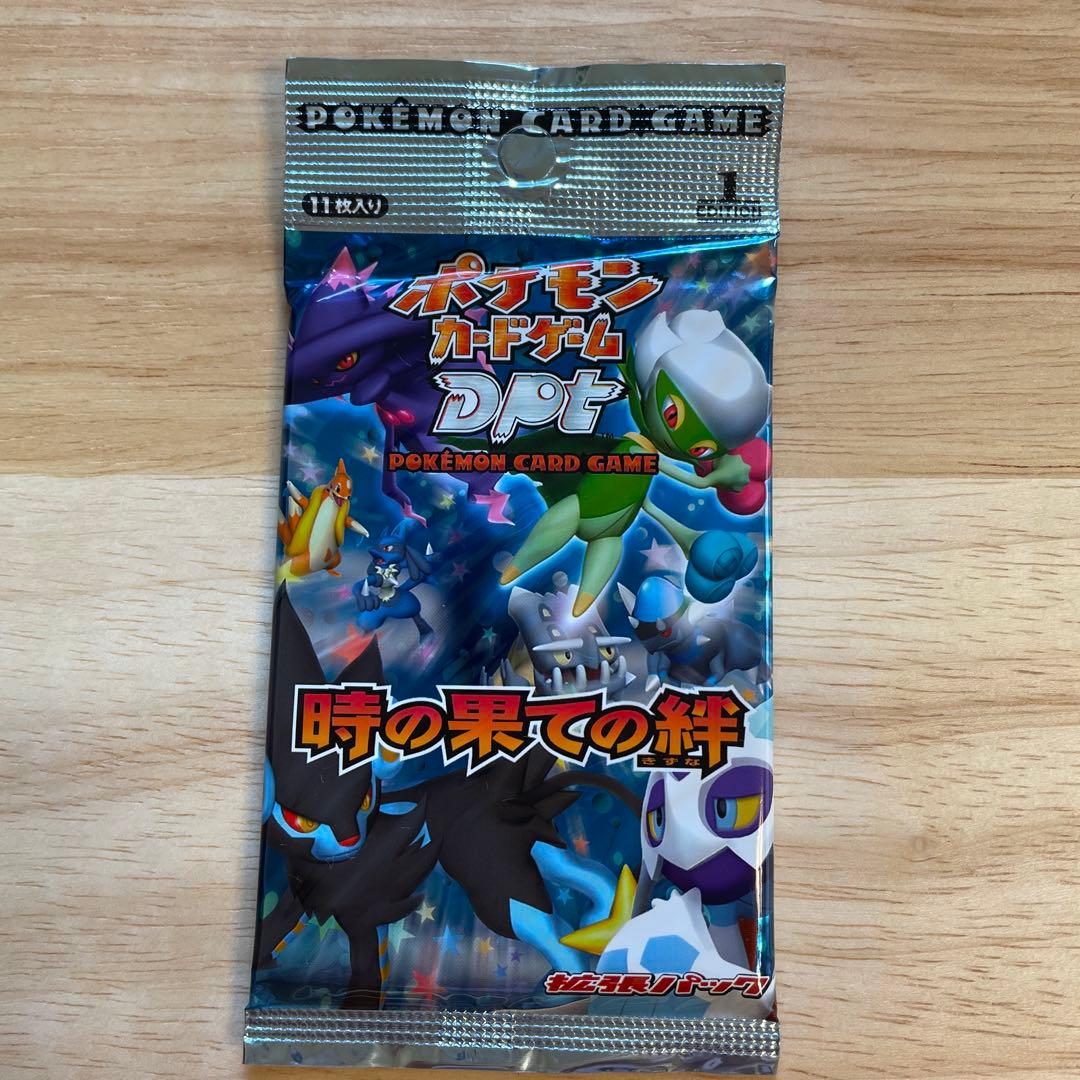 POKÉMON CARD GAME
11枚入り
1
EDITION
ポケモン
カードゲーム
DPt
TM
POKÉMON CARD GAME
時の果ての絆
きずな
拡張パック